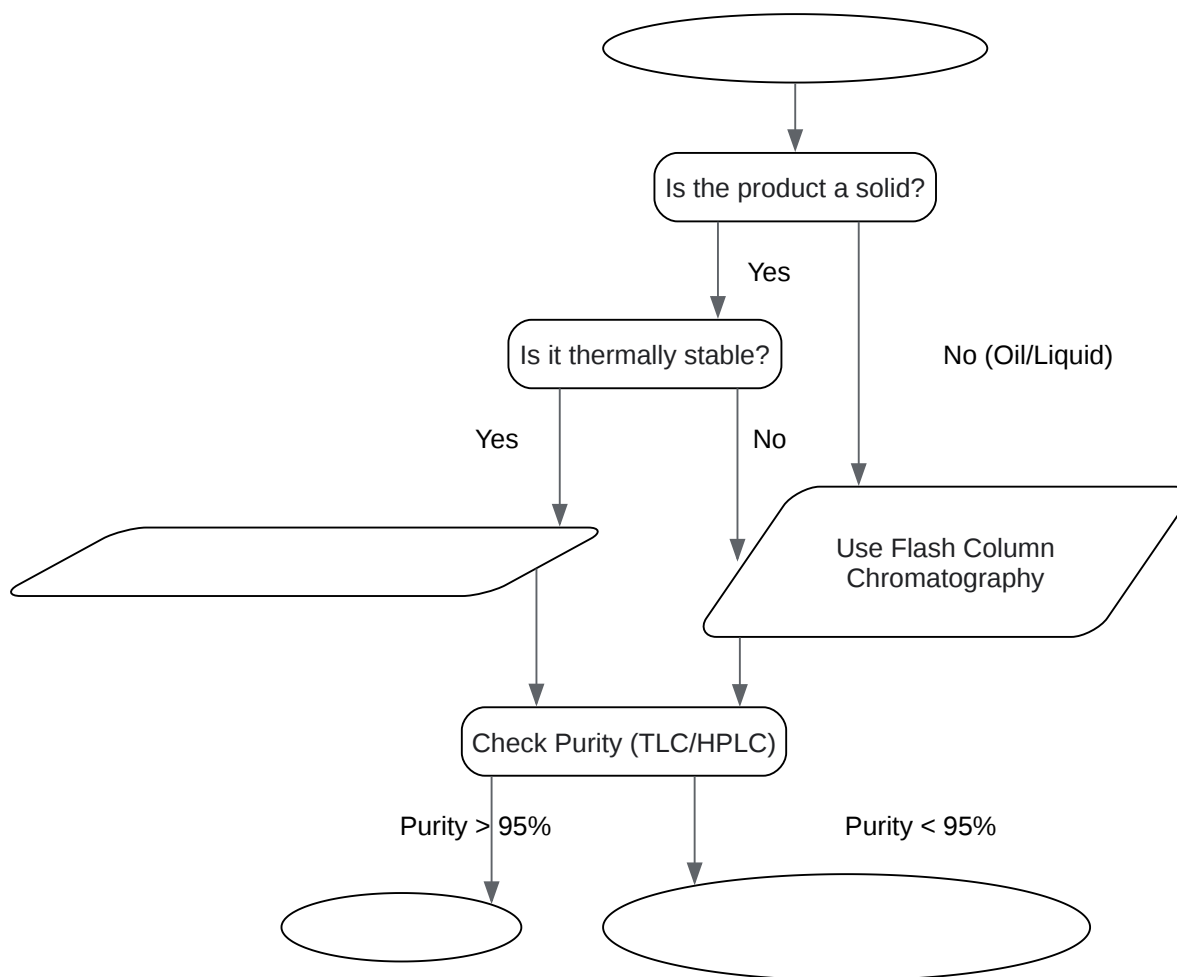 Is the product a solid?
Yes
Is it thermally stable?
No (Oil/Liquid)
Yes
No
Use Flash Column
Chromatography
Check Purity (TLC/HPLC)
Purity > 95%
Purity < 95%